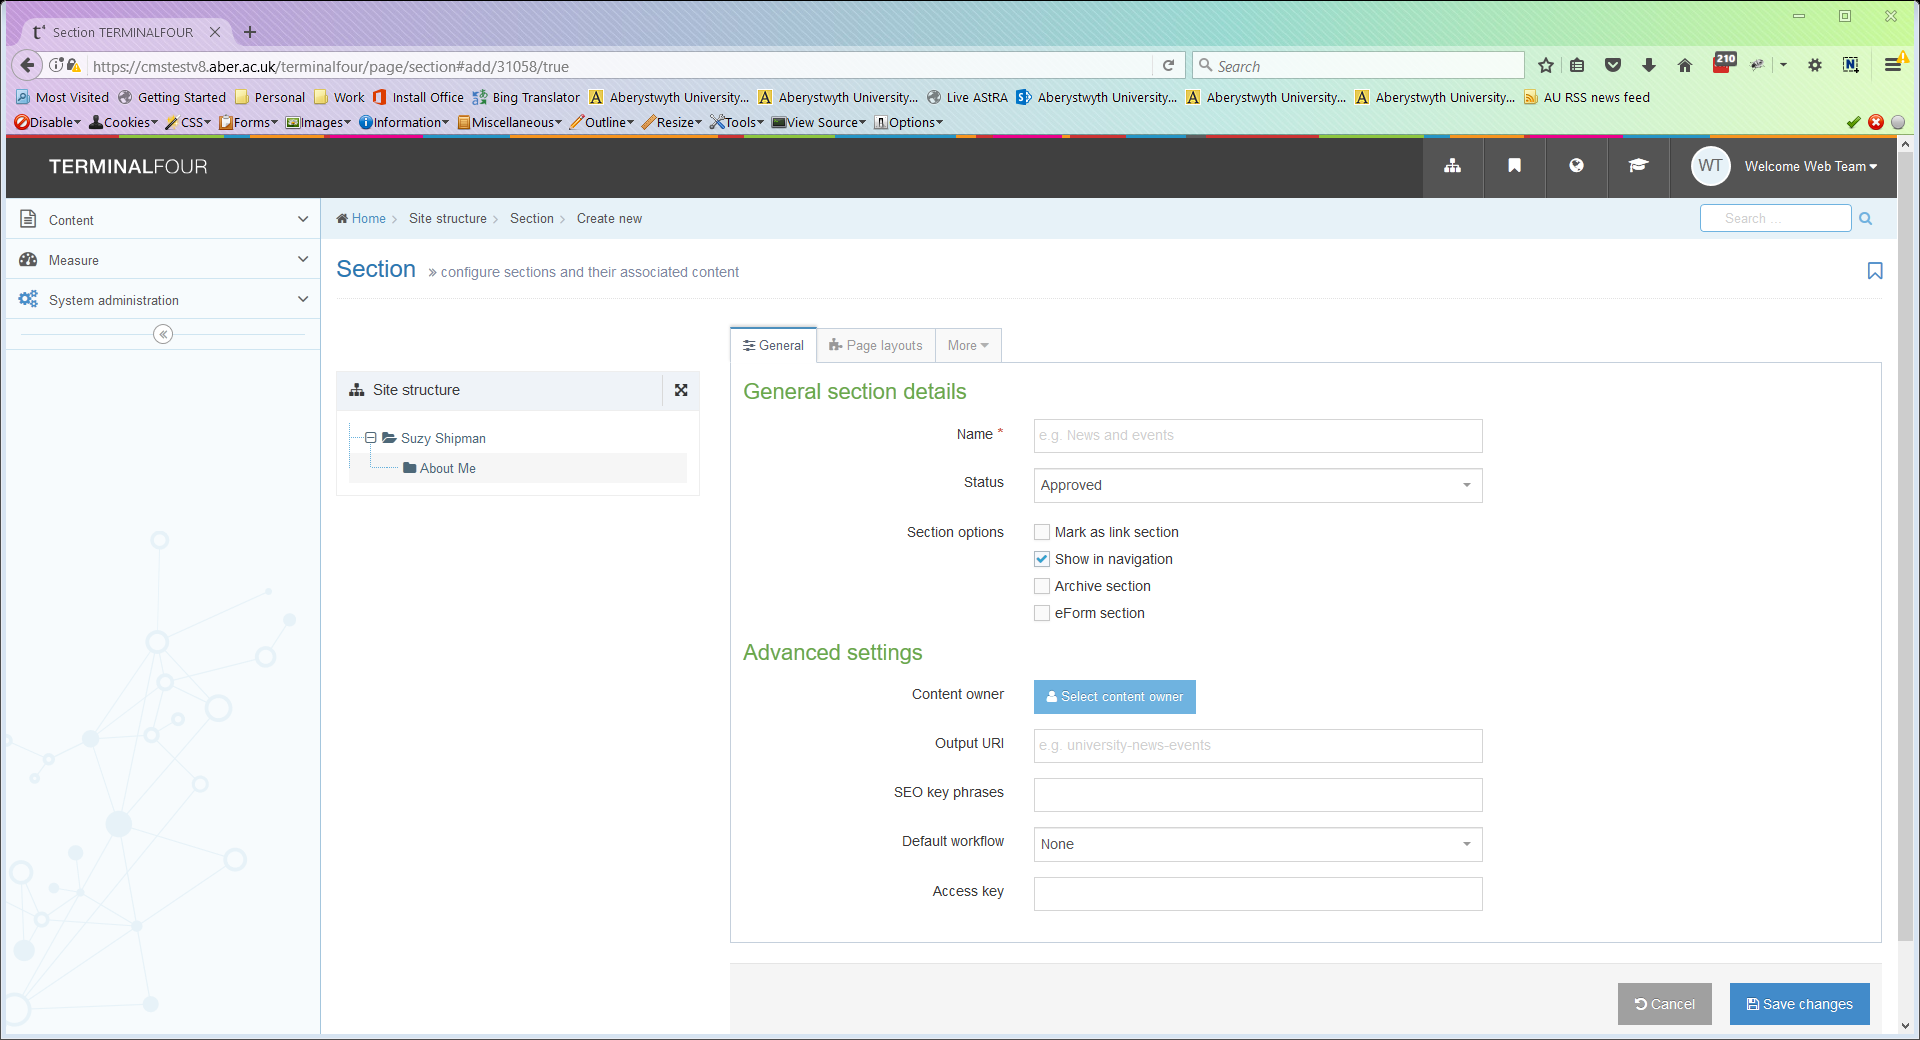 t4 Section TERMINALFOUR
https://cmstestv8.aber.ac.uk/terminalfour/page/section#add/31058/true
Search
210
Most Visited Getting Started Personal Work Install Office Bing Translator Aberystwyth University... Aberystwyth University... Live AStRA Aberystwyth University... Aberystwyth University... Aberystwyth University... AU RSS news feed
Disable Cookies CSS Forms Images Information Miscellaneous Outline Resize Tools View Source Options
TERMINALFOUR
WT Welcome Web Team
Content
Measure
System administration
Home > Site structure > Section > Create new
Search ...
Section » configure sections and their associated content
General Page layouts More
Site structure
Suzy Shipman
About Me
General section details
Name *
e.g. News and events
Status
Approved
Section options
Mark as link section
Show in navigation
Archive section
eForm section
Advanced settings
Content owner
Select content owner
Output URI
e.g. university-news-events
SEO key phrases
Default workflow
None
Access key
Cancel
Save changes